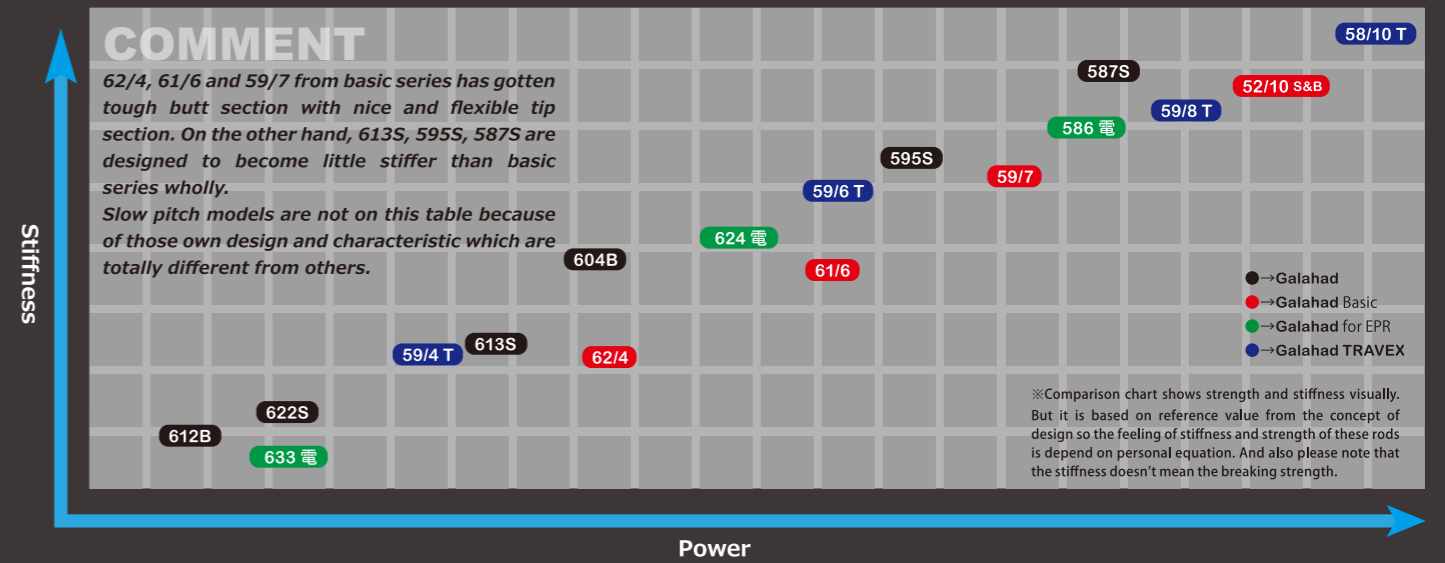 COMMENT
62/4, 61/6 and 59/7 from basic series has gotten
tough butt section with nice and flexible tip
section. On the other hand, 613S, 595S, 587S are
designed to become little stiffer than basic
series wholly.
Slow pitch models are not on this table because
of those own design and characteristic which are
totally different from others.
58/10 T
587S
52/10 S&B
59/8 T
586 電
595S
59/7
59/6 T
624 電
604B
61/6
613S
59/4 T
62/4
622S
612B
633 電
●→Galahad
●→Galahad Basic
●→Galahad for EPR
●→Galahad TRAVEX
※Comparison chart shows strength and stiffness visually.
But it is based on reference value from the concept of
design so the feeling of stiffness and strength of these rods
is depend on personal equation. And also please note that
the stiffness doesn't mean the breaking strength.
Stiffness
Power